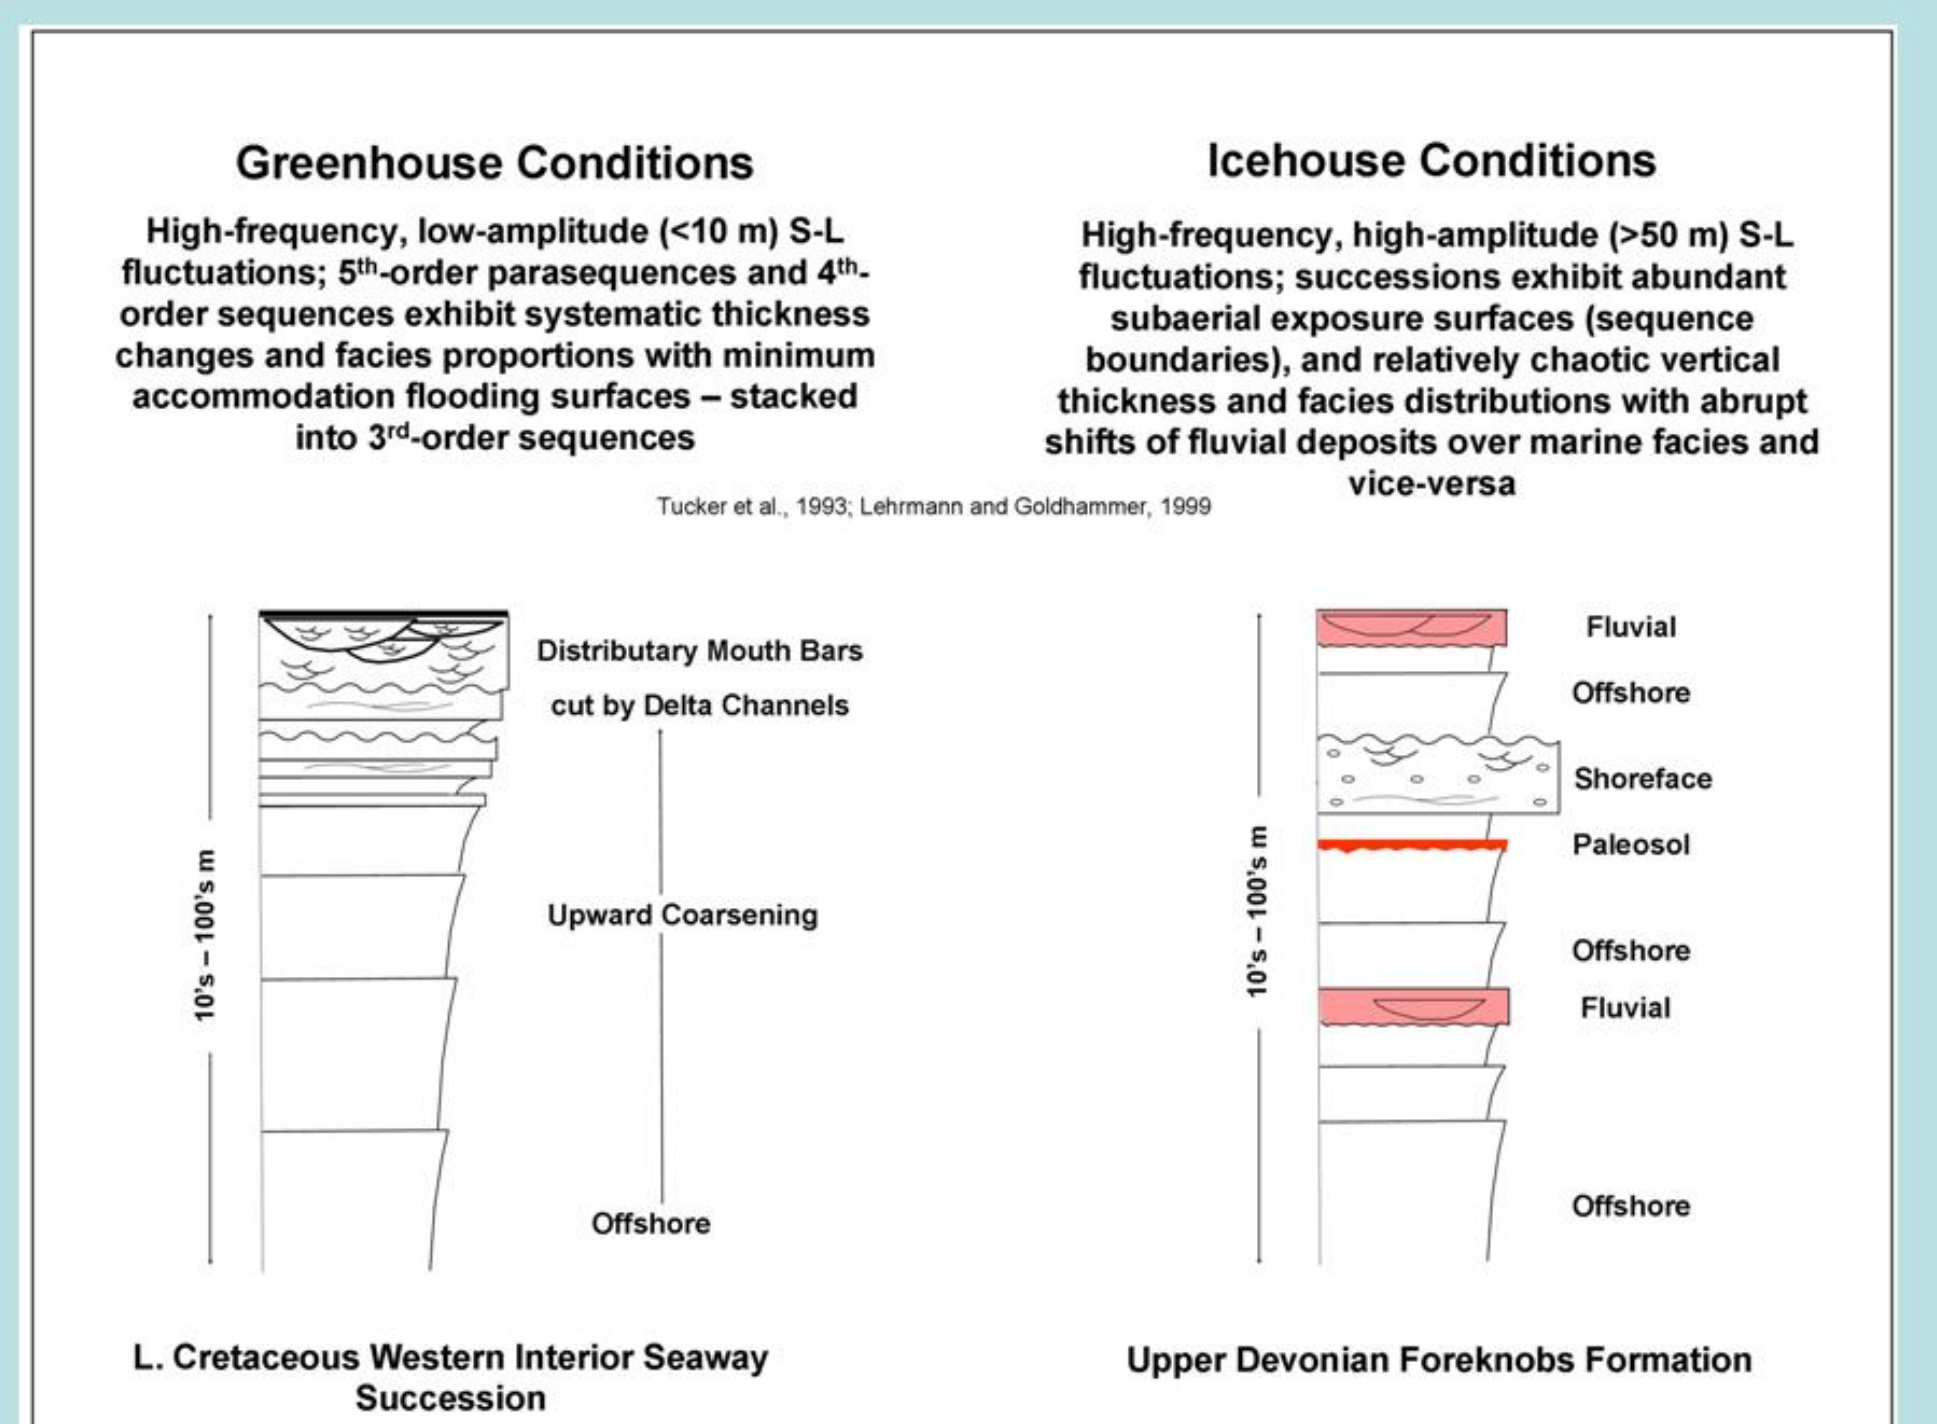 Greenhouse Conditions
High-frequency, low-amplitude (<10 m) S-L
fluctuations; 5th-order parasequences and 4th-
order sequences exhibit systematic thickness
changes and facies proportions with minimum
accommodation flooding surfaces – stacked
into 3rd-order sequences
Icehouse Conditions
High-frequency, high-amplitude (>50 m) S-L
fluctuations; successions exhibit abundant
subaerial exposure surfaces (sequence
boundaries), and relatively chaotic vertical
thickness and facies distributions with abrupt
shifts of fluvial deposits over marine facies and
vice-versa
Tucker et al., 1993; Lehrmann and Goldhammer, 1999
10's – 100's m
Distributary Mouth Bars
cut by Delta Channels
Upward Coarsening
Offshore
L. Cretaceous Western Interior Seaway
Succession
10's – 100's m
Fluvial
Offshore
Shoreface
Paleosol
Offshore
Fluvial
Offshore
Upper Devonian Foreknobs Formation